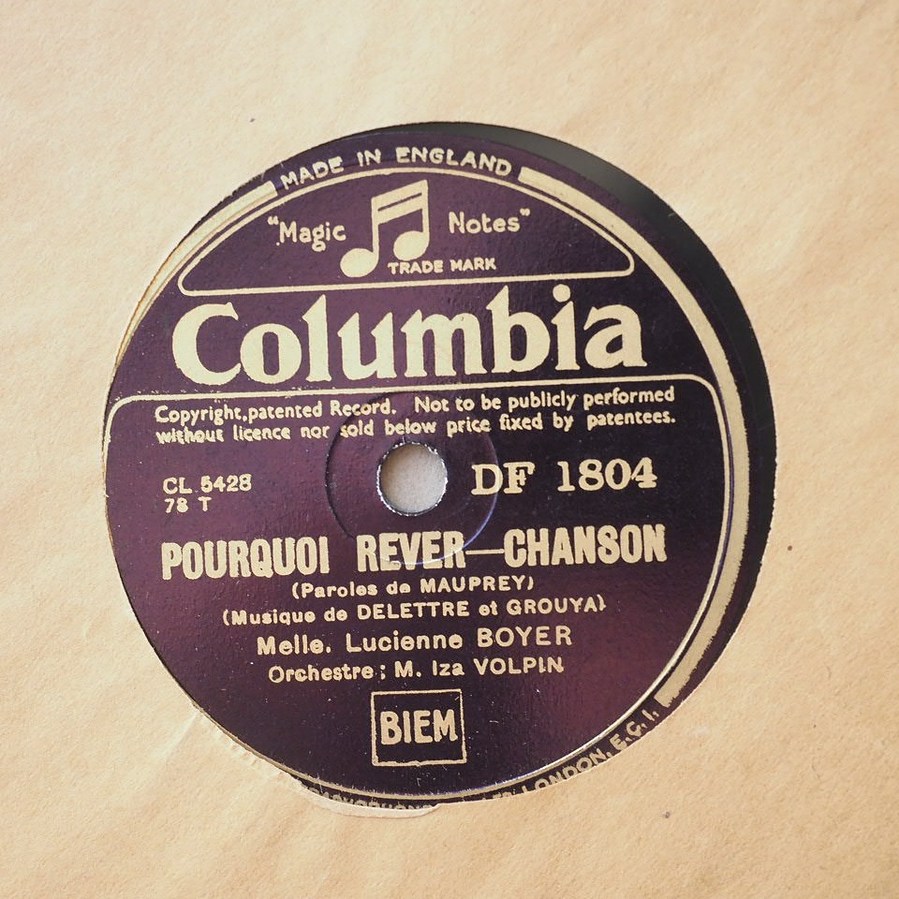 MADE IN ENGLAND
"Magic Notes"
TRADE MARK
Columbia
Copyright, patented Record. Not to be publicly performed
without licence nor sold below price fixed by patentees.
CL 5428
DF 1804
78 T
POURQUOI REVER—CHANSON
(Paroles de MAUPREY)
(Musique de DELETTRE et GROUYA)
Melle. Lucienne BOYER
Orchestre; M. Iza VOLPIN
BIEM
LONDON, E.C.1.